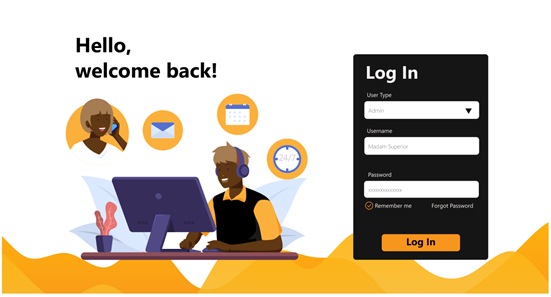 Hello,
welcome back!
24/7
Log In
User Type
Admin
Username
Madam Superior
Password
xxxxxxxxxxxxxx
Remember me Forgot Password
Log In